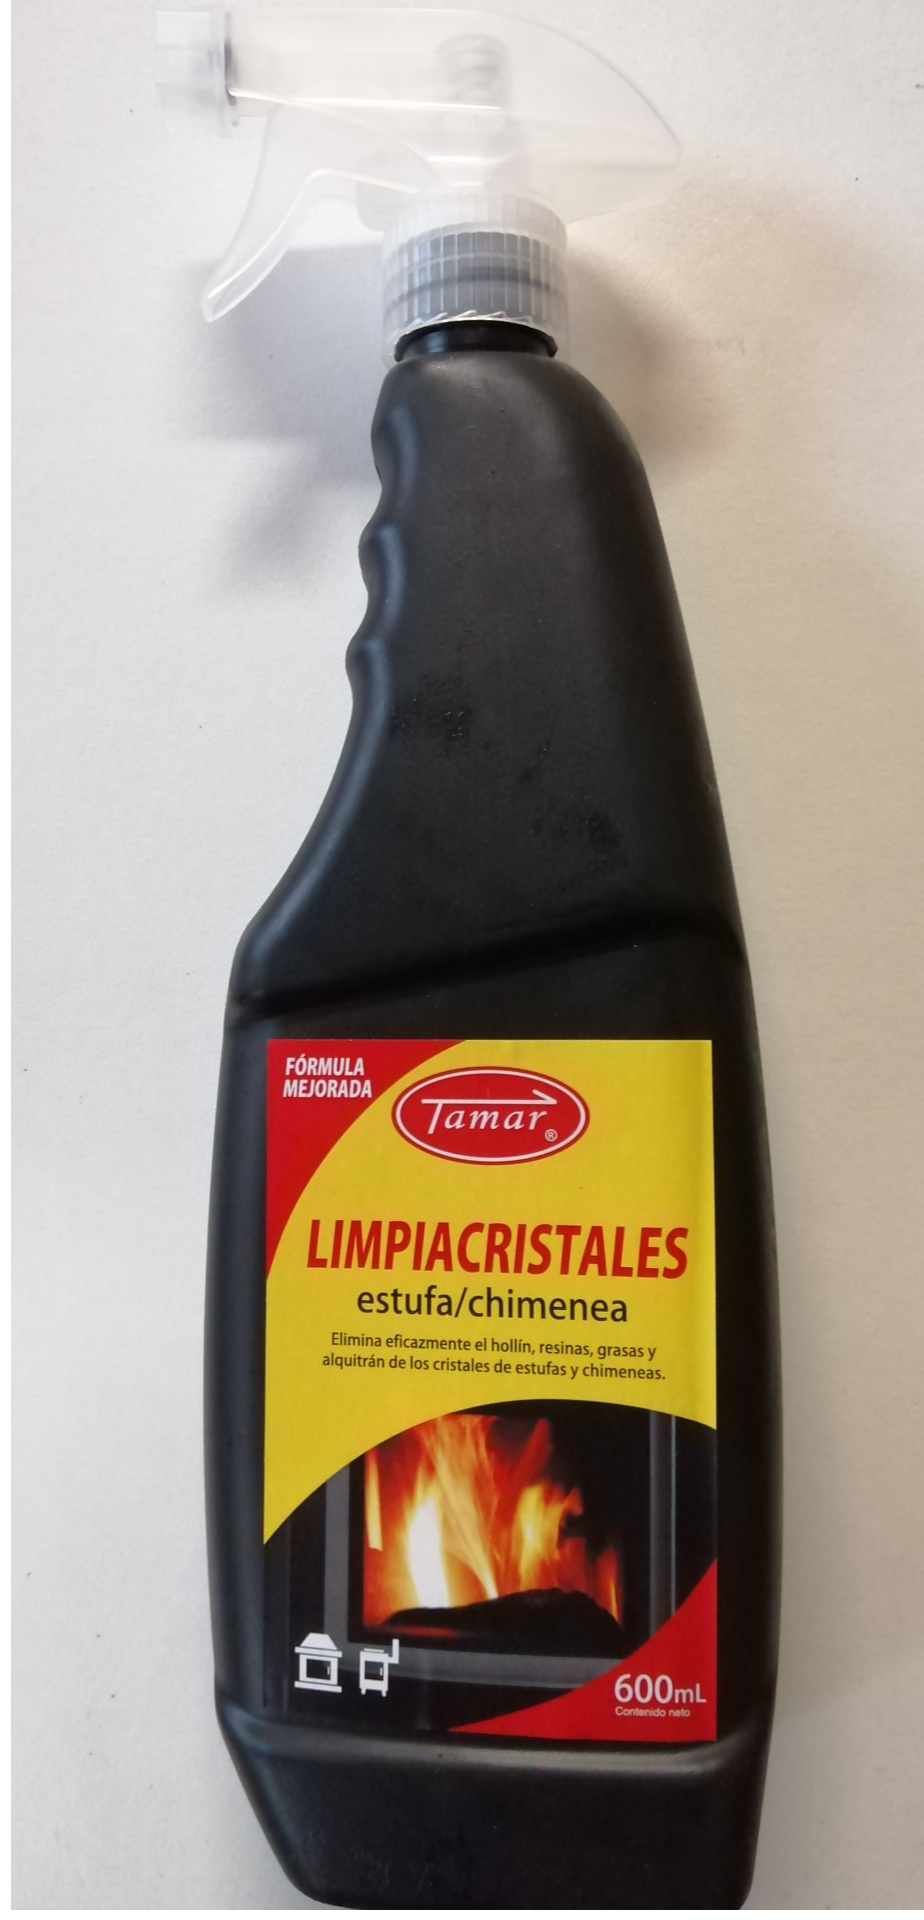 FÓRMULA
MEJORADA
Tamar®
LIMPIACRISTALES
estufa/chimenea
Elimina eficazmente el hollín, resinas, grasas y
alquitrán de los cristales de estufas y chimeneas.
600mL
Contenido neto